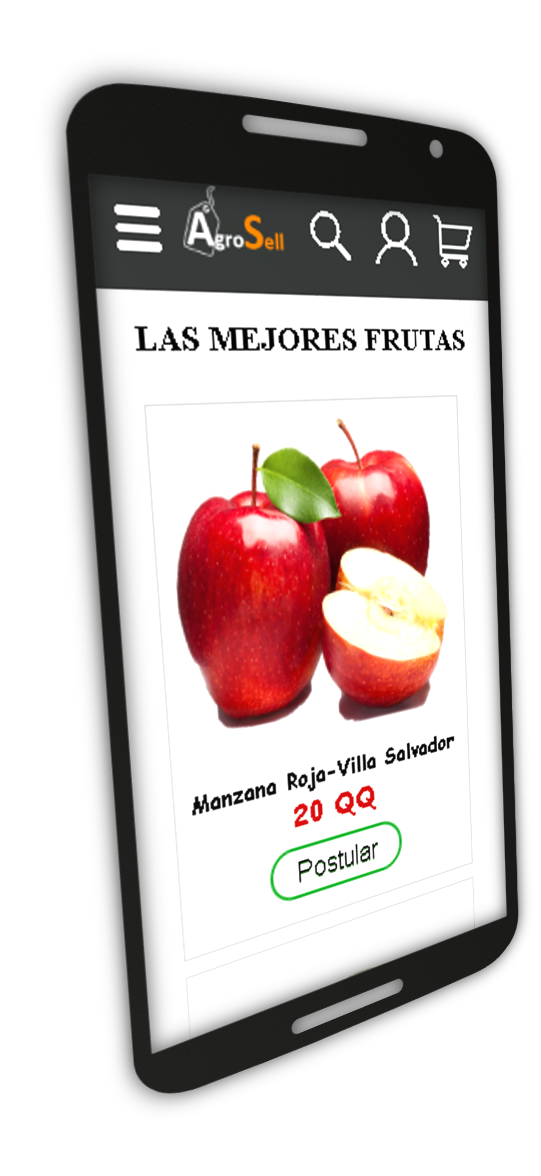 AgroSell
LAS MEJORES FRUTAS
Manzana Roja-Villa Salvador
20 QQ
Postular